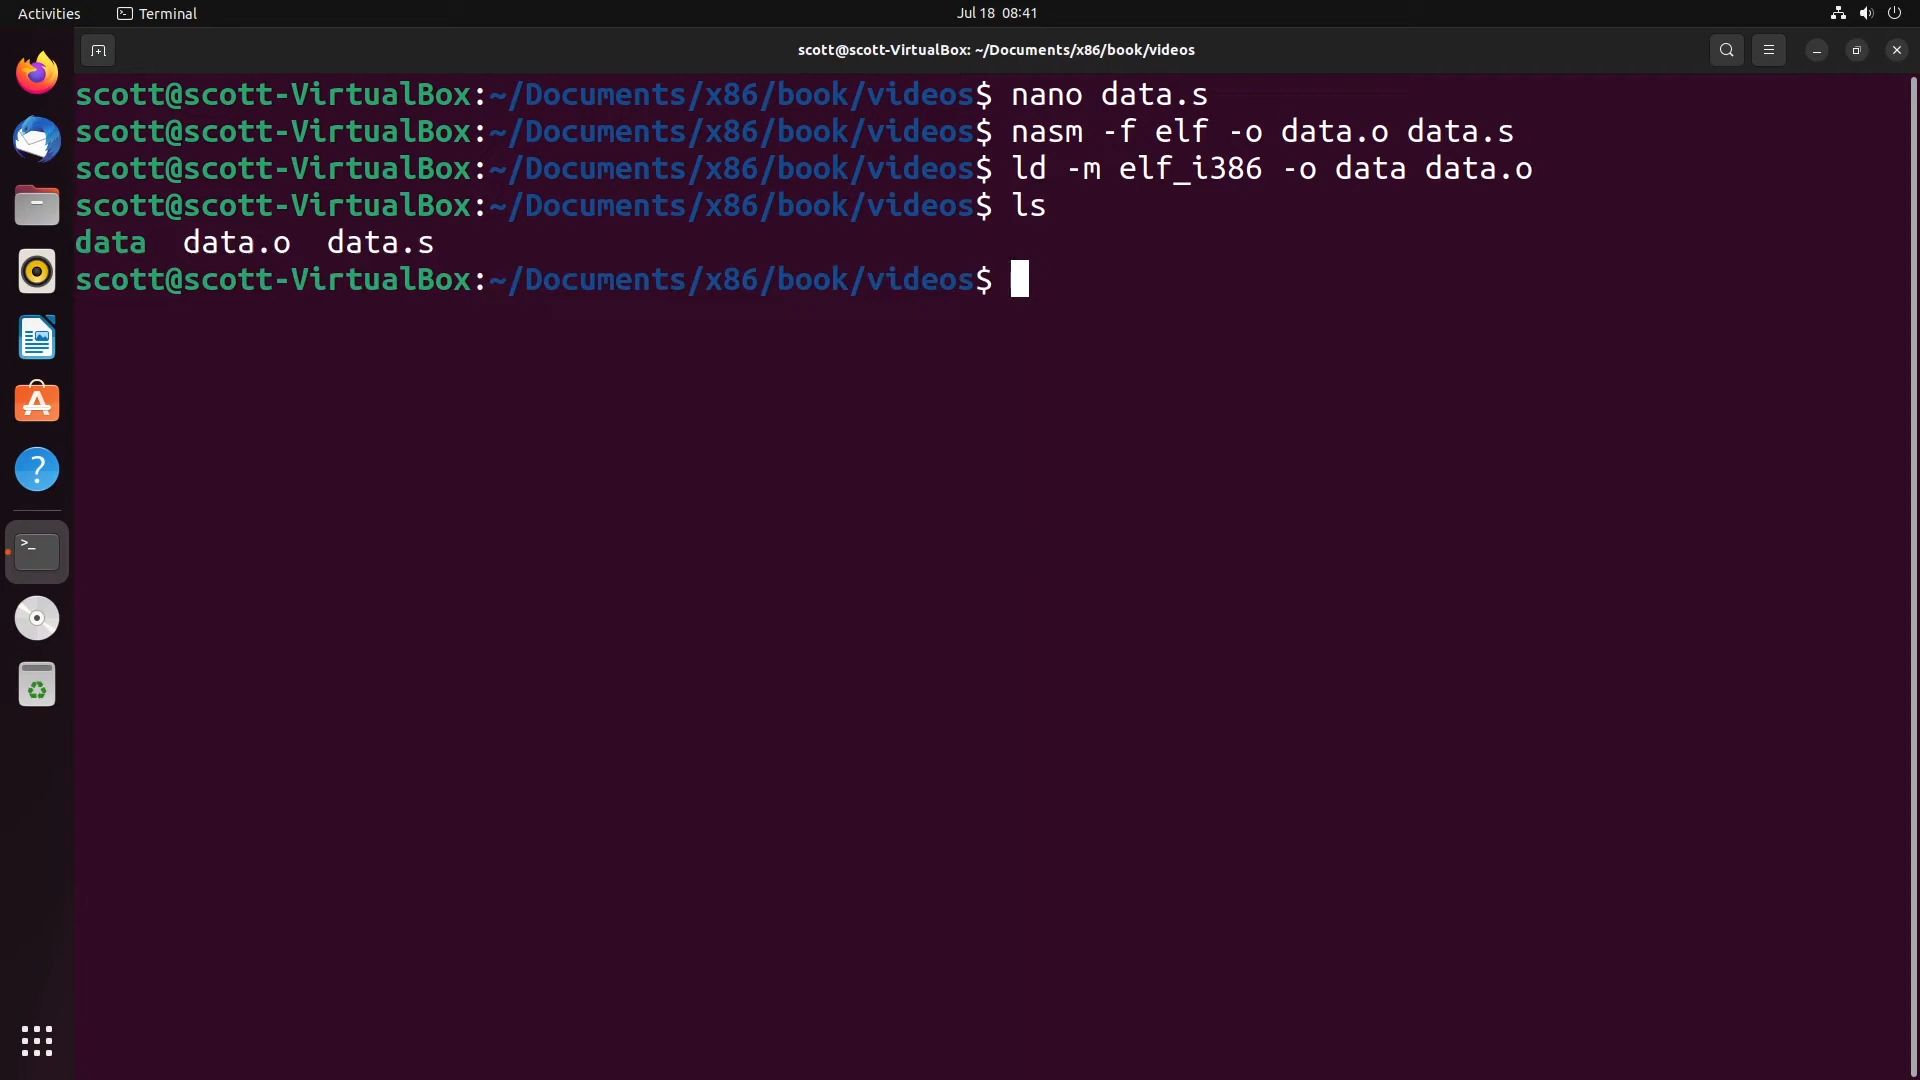 Activities Terminal Jul 18 08:41
scott@scott-VirtualBox: ~/Documents/x86/book/videos
scott@scott-VirtualBox:~/Documents/x86/book/videos$ nano data.s
scott@scott-VirtualBox:~/Documents/x86/book/videos$ nasm -f elf -o data.o data.s
scott@scott-VirtualBox:~/Documents/x86/book/videos$ ld -m elf_i386 -o data data.o
scott@scott-VirtualBox:~/Documents/x86/book/videos$ ls
data  data.o  data.s
scott@scott-VirtualBox:~/Documents/x86/book/videos$